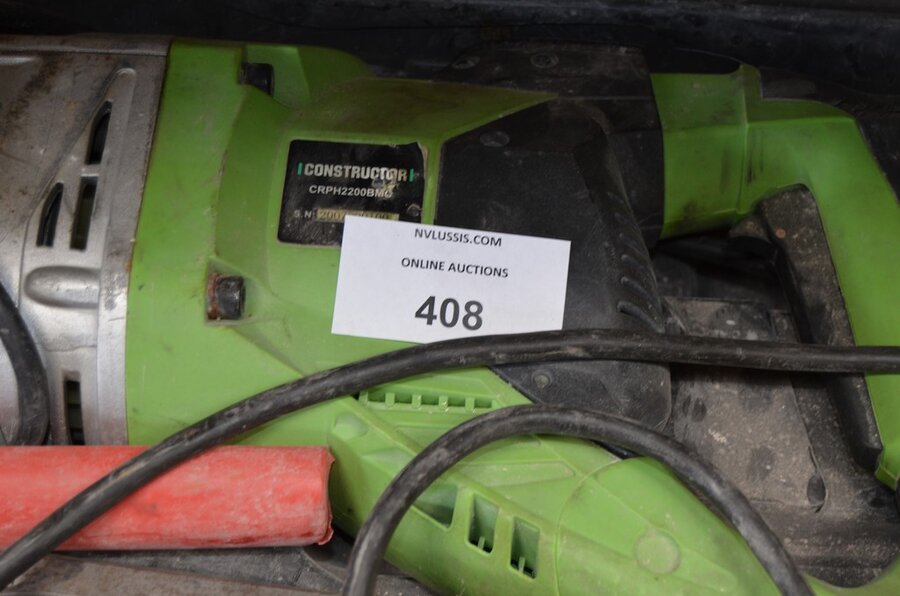 CONSTRUCTOR
CRPH2200BMC
S.N
NVLUSSIS.COM
ONLINE AUCTIONS
408